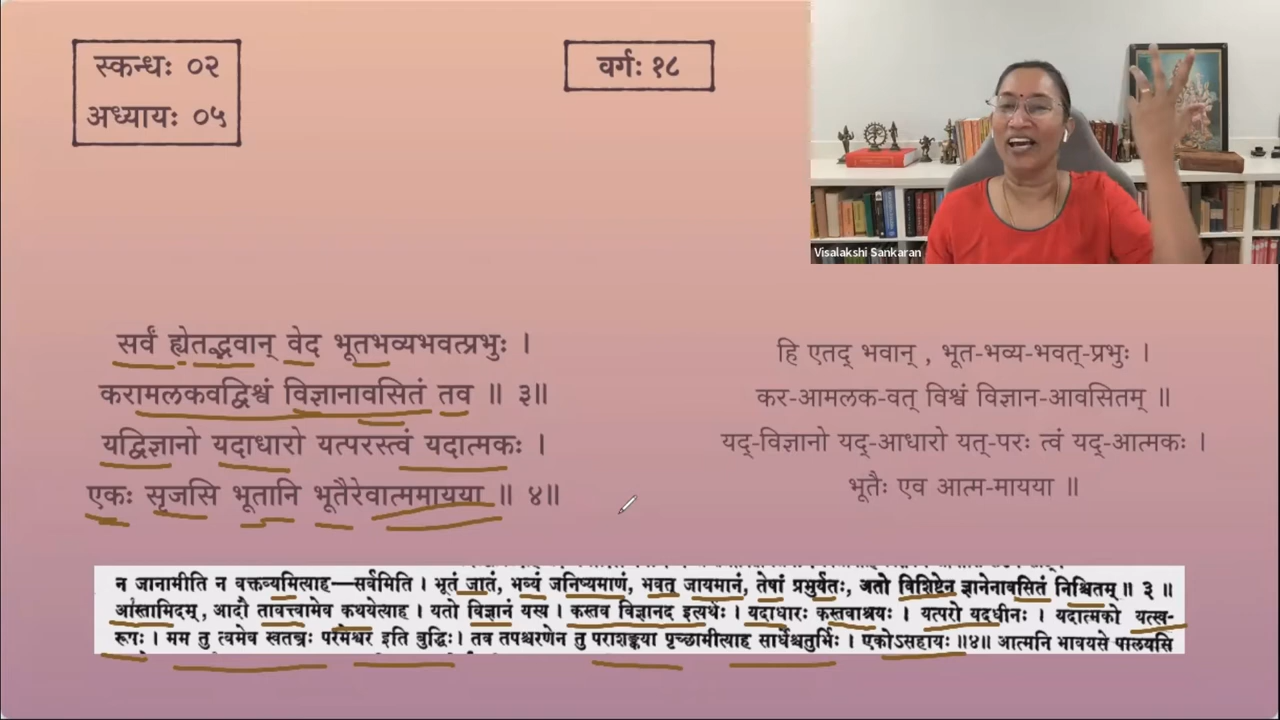 स्कन्धः ०२
अध्यायः ०५
वर्गः १८
Visalakshi Sankaran
सर्वं ह्येतद्भवान् वेद भूतभव्यभवत्प्रभुः ।
करामलकवद्विश्वं विज्ञानावसितं तव ॥ ३॥
यद्विज्ञानो यदाधारो यत्परस्त्वं यदात्मकः ।
एकः सृजसि भूतानि भूतैरेवात्ममायया ॥ ४॥
हि एतद् भवान् , भूत-भव्य-भवत्-प्रभुः ।
कर-आमलक-वत् विश्वं विज्ञान-आवसितम् ॥
यद्-विज्ञानो यद्-आधारो यत्-परः त्वं यद्-आत्मकः ।
भूतैः एव आत्म-मायया ॥
न जानामीति न वक्तव्यमित्याह—सर्वमिति । भूतं जातं, भव्यं जनिष्यमाणं, भवत् जायमानं, तेषां प्रभुर्यतः, अतो विशिष्टेन ज्ञानेनावसितं निश्चितम् ॥ ३ ॥
आंस्तामिदम्, आदौ तावत्त्वामेव कथयेत्याह । यतो विज्ञानं यस्य । कस्तव विज्ञानद इत्यर्थः । यदाधारः कस्तवाश्रयः । यत्परो यदधीनः । यदात्मको यत्स्व-
रूपः । मम तु त्वमेव स्वतन्त्रः परमेश्वर इति बुद्धिः । तव तपश्चरणेन तु पराशङ्कया पृच्छामीत्याह सार्धैश्चतुर्भिः । एकोऽसहायः ॥४॥ आत्मनि भावयसे पालयसि